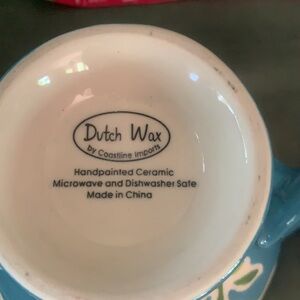 Dutch Wax
by Coastline Imports
Handpainted Ceramic
Microwave and Dishwasher Safe
Made in China